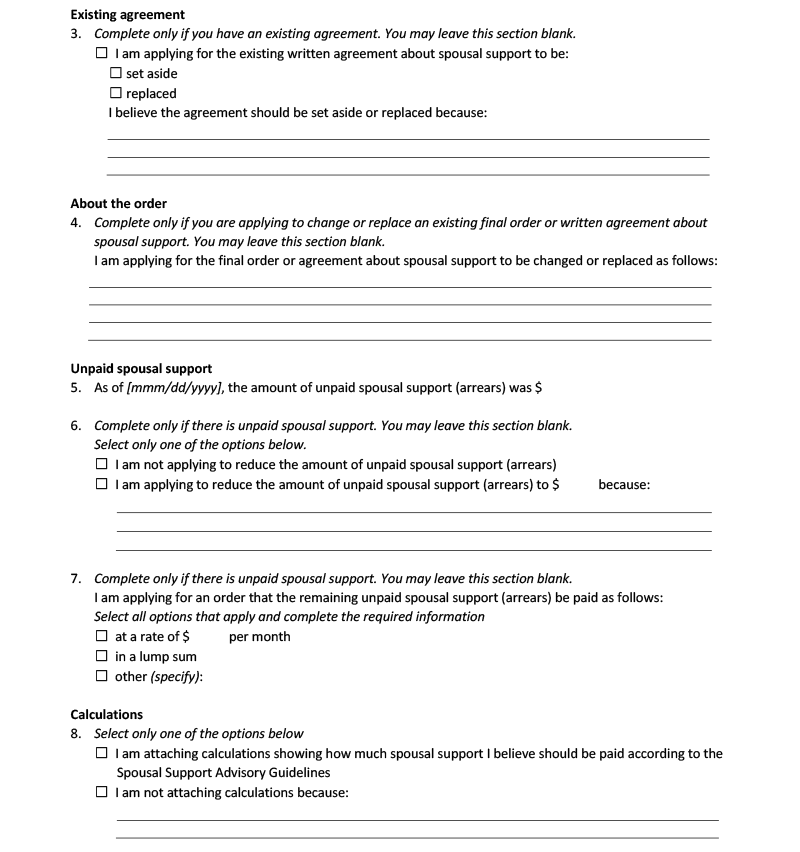 Existing agreement
3. Complete only if you have an existing agreement. You may leave this section blank.
☐ I am applying for the existing written agreement about spousal support to be:
☐ set aside
☐ replaced
I believe the agreement should be set aside or replaced because:
About the order
4. Complete only if you are applying to change or replace an existing final order or written agreement about
spousal support. You may leave this section blank.
I am applying for the final order or agreement about spousal support to be changed or replaced as follows:
Unpaid spousal support
5. As of [mmm/dd/yyyy], the amount of unpaid spousal support (arrears) was $
6. Complete only if there is unpaid spousal support. You may leave this section blank.
Select only one of the options below.
☐ I am not applying to reduce the amount of unpaid spousal support (arrears)
☐ I am applying to reduce the amount of unpaid spousal support (arrears) to $ because:
7. Complete only if there is unpaid spousal support. You may leave this section blank.
I am applying for an order that the remaining unpaid spousal support (arrears) be paid as follows:
Select all options that apply and complete the required information
☐ at a rate of $ per month
☐ in a lump sum
☐ other (specify):
Calculations
8. Select only one of the options below
☐ I am attaching calculations showing how much spousal support I believe should be paid according to the
Spousal Support Advisory Guidelines
☐ I am not attaching calculations because: